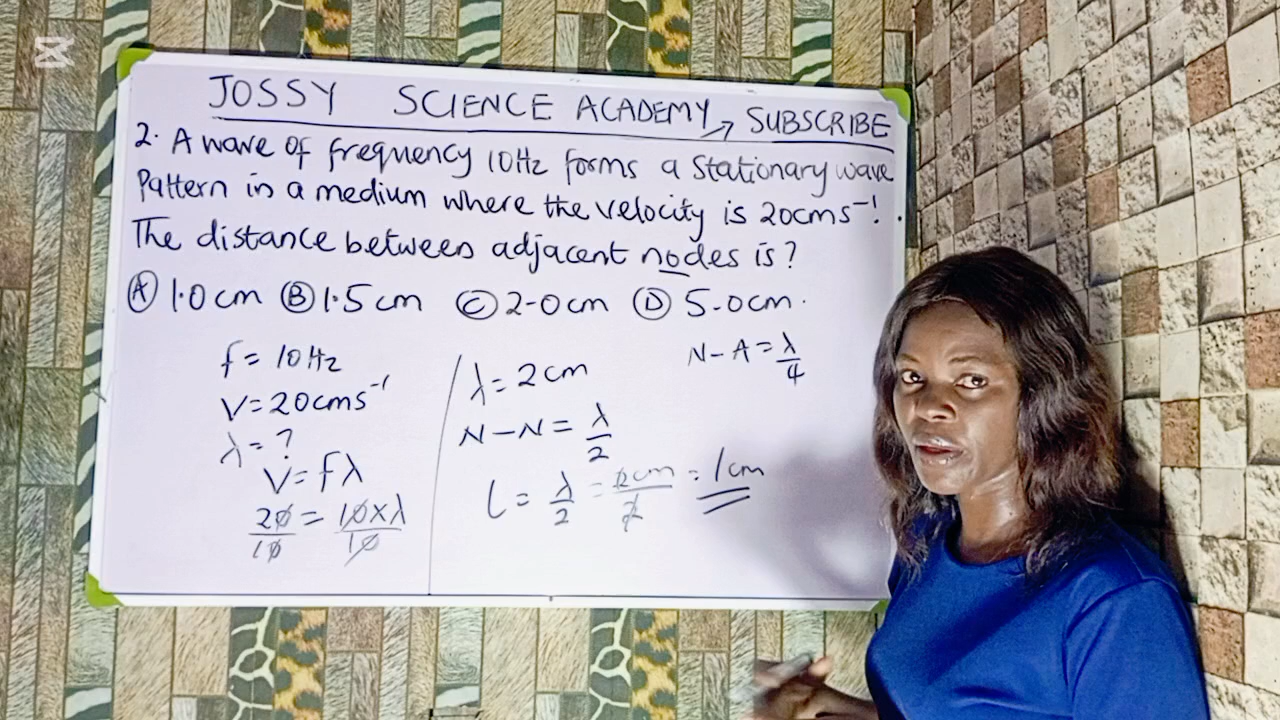 JOSSY SCIENCE ACADEMY → SUBSCRIBE
2. A wave of frequency 10Hz forms a stationary wave
Pattern in a medium where the velocity is 20cms⁻¹.
The distance between adjacent nodes is?
Ⓐ 1.0cm Ⓑ 1.5cm Ⓒ 2.0cm Ⓓ 5.0cm.
f = 10Hz
V = 20cms⁻¹
λ = ?
V = fλ
20/10 = 10×λ/10
λ = 2cm
N-N = λ/2
L = λ/2 = 2cm/2 = 1cm
N-A = λ/4